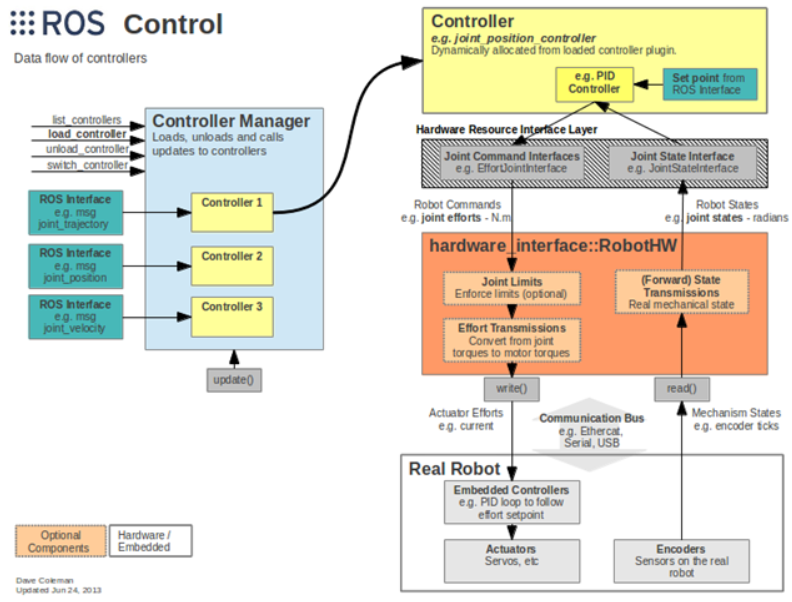 ROS Control
Data flow of controllers
list_controllers
load_controller
unload_controller
switch_controller
Controller Manager
Loads, unloads and calls
updates to controllers
ROS Interface
e.g. msg
joint_trajectory
Controller 1
ROS Interface
e.g. msg
joint_position
Controller 2
ROS Interface
e.g. msg
joint_velocity
Controller 3
update()
Controller
e.g. joint_position_controller
Dynamically allocated from loaded controller plugin.
e.g. PID
Controller
Set point from
ROS Interface
Hardware Resource Interface Layer
Joint Command Interfaces
e.g. EffortJointInterface
Joint State Interface
e.g. JointStateInterface
Robot Commands
e.g. joint efforts - N.m
Robot States
e.g. joint states - radians
hardware_interface::RobotHW
Joint Limits
Enforce limits (optional)
(Forward) State
Transmissions
Real mechanical state
Effort Transmissions
Convert from joint
torques to motor torques
write()
read()
Actuator Efforts
e.g. current
Communication Bus
e.g. Ethercat,
Serial, USB
Mechanism States
e.g. encoder ticks
Real Robot
Embedded Controllers
e.g. PID loop to follow
effort setpoint
Actuators
Servos, etc
Encoders
Sensors on the real
robot
Optional
Components
Hardware /
Embedded
Dave Coleman
Updated Jun 24, 2013